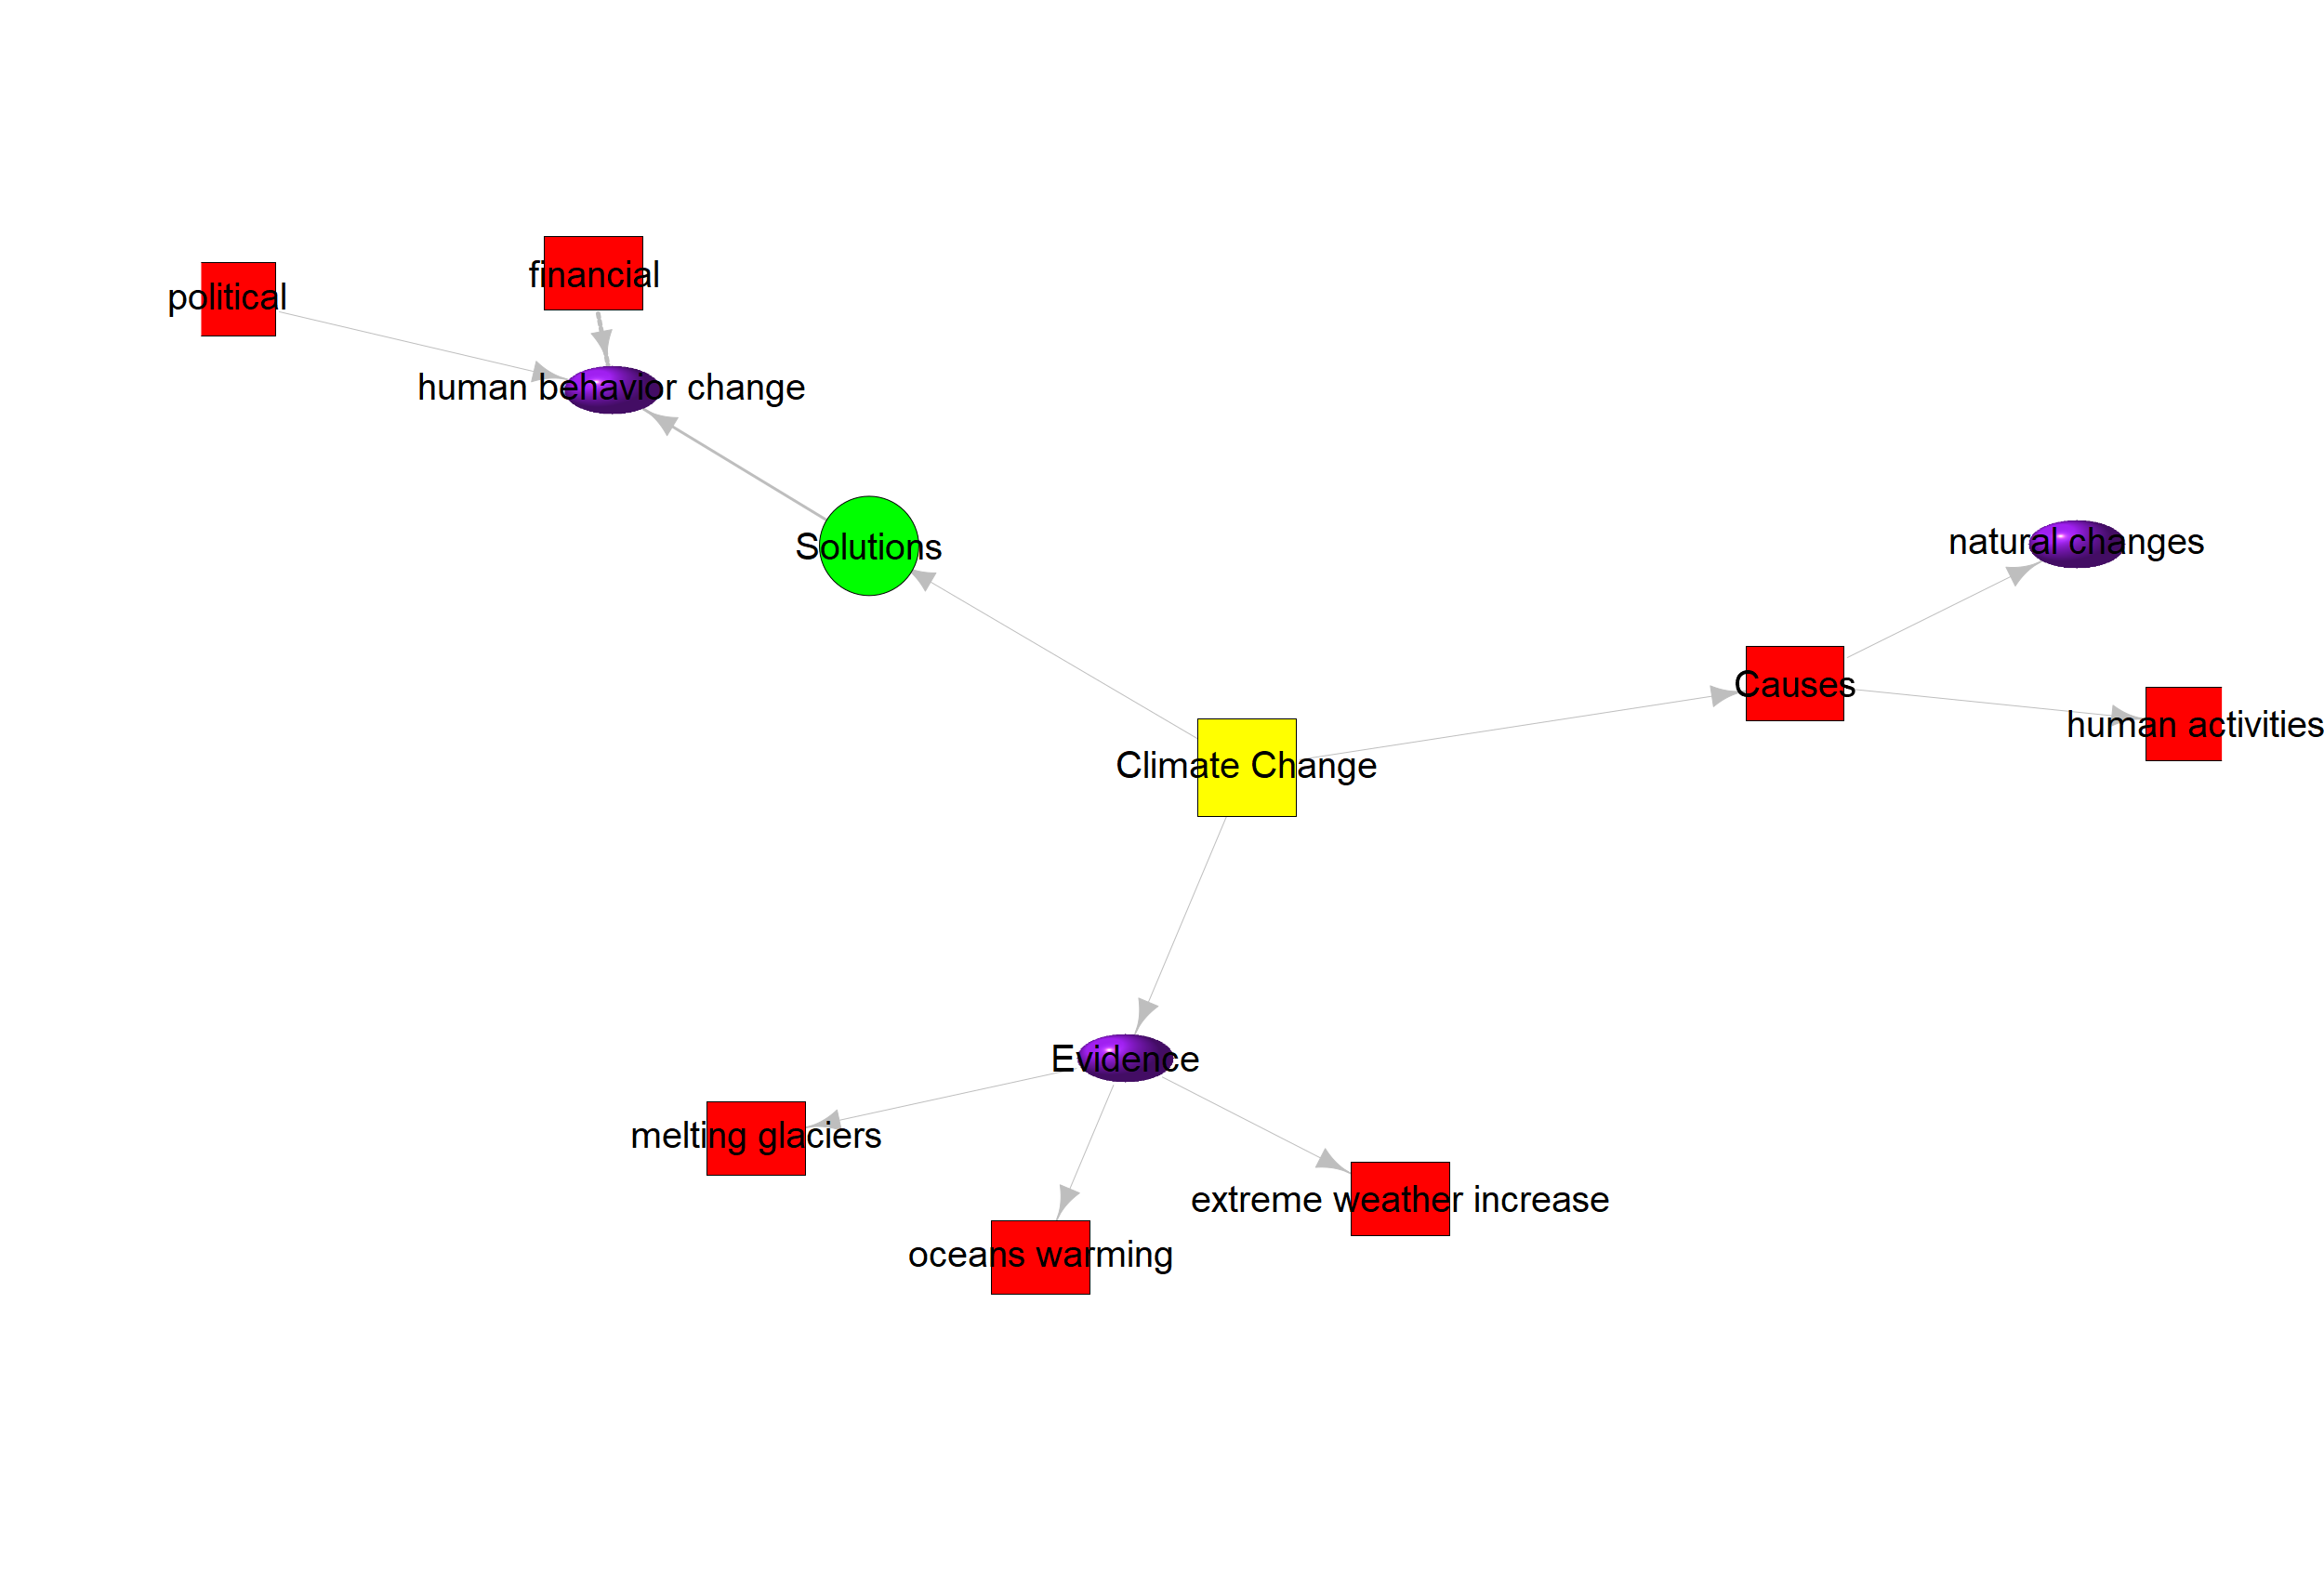 financial
political
human behavior change
Solutions
natural changes
Causes
human activities
Climate Change
Evidence
melting glaciers
extreme weather increase
oceans warming